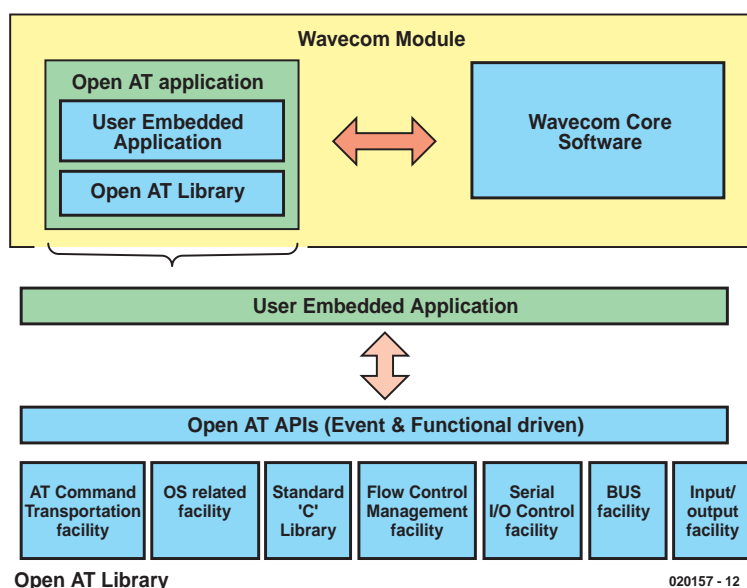 Wavecom Module
Open AT application
User Embedded
Application
Open AT Library
Wavecom Core
Software
User Embedded Application
Open AT APIs (Event & Functional driven)
AT Command
Transportation
facility
OS related
facility
Standard
'C'
Library
Flow Control
Management
facility
Serial
I/O Control
facility
BUS
facility
Input/
output
facility
Open AT Library
020157 - 12